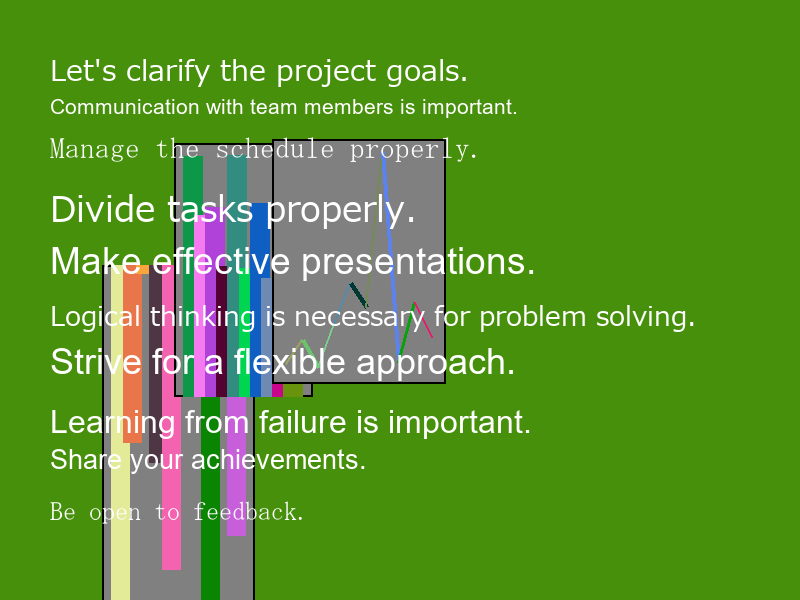 Let's clarify the project goals.
Communication with team members is important.
Manage the schedule properly.
Divide tasks properly.
Make effective presentations.
Logical thinking is necessary for problem solving.
Strive for a flexible approach.
Learning from failure is important.
Share your achievements.
Be open to feedback.